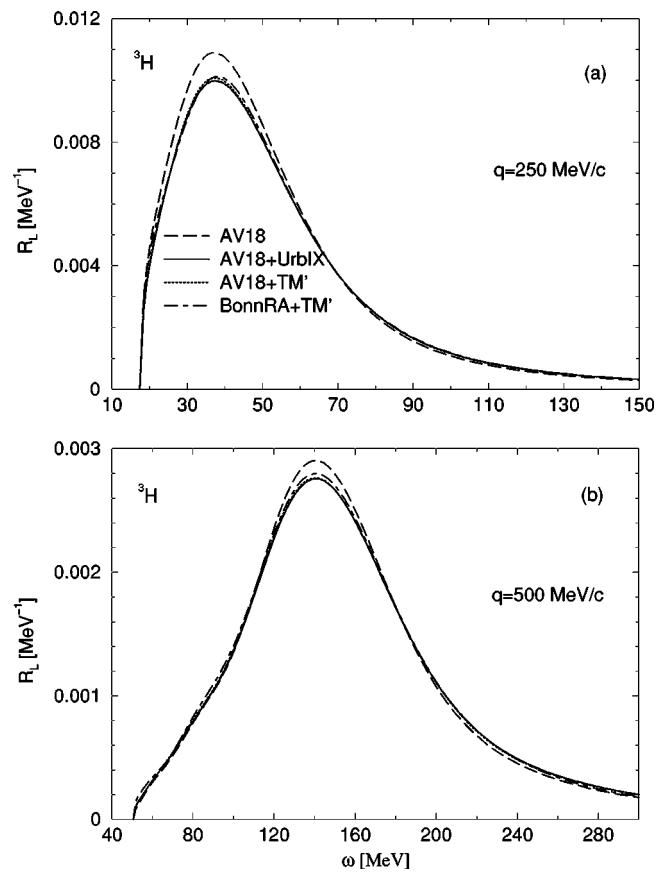 0.012
³H
(a)
0.008
q=250 MeV/c
R_L [MeV⁻¹]
AV18
AV18+UrbIX
AV18+TM'
BonnRA+TM'
0.004
0
10 30 50 70 90 110 130 150
0.003
³H
(b)
0.002
q=500 MeV/c
R_L [MeV⁻¹]
0.001
0
40 80 120 160 200 240 280
ω [MeV]